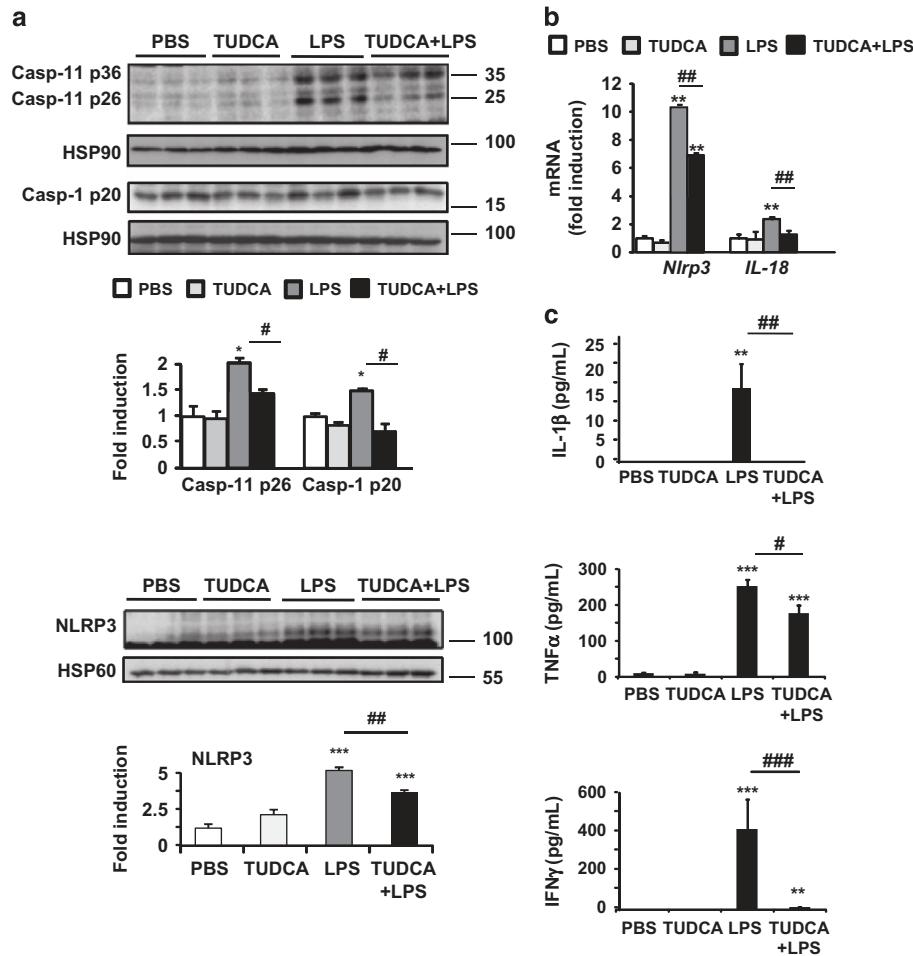 a
PBS TUDCA LPS TUDCA+LPS
Casp-11 p36
35
Casp-11 p26
25
HSP90
100
Casp-1 p20
15
HSP90
100
PBS TUDCA LPS TUDCA+LPS
Fold induction
2
1.5
1
0.5
0
* # * #
Casp-11 p26 Casp-1 p20
PBS TUDCA LPS TUDCA+LPS
NLRP3
100
HSP60
55
NLRP3
Fold induction
5
2.5
0
*** ## ***
PBS TUDCA LPS TUDCA
+LPS
b
PBS TUDCA LPS TUDCA+LPS
mRNA
(fold induction)
12
10
8
6
4
2
0
** ## ** ** ##
Nlrp3 IL-18
c
IL-1β (pg/mL)
25
20
15
10
5
0
** ##
PBS TUDCA LPS TUDCA
+LPS
TNFα (pg/mL)
300
200
100
0
*** # ***
PBS TUDCA LPS TUDCA
+LPS
IFNγ (pg/mL)
600
400
200
0
*** ### **
PBS TUDCA LPS TUDCA
+LPS